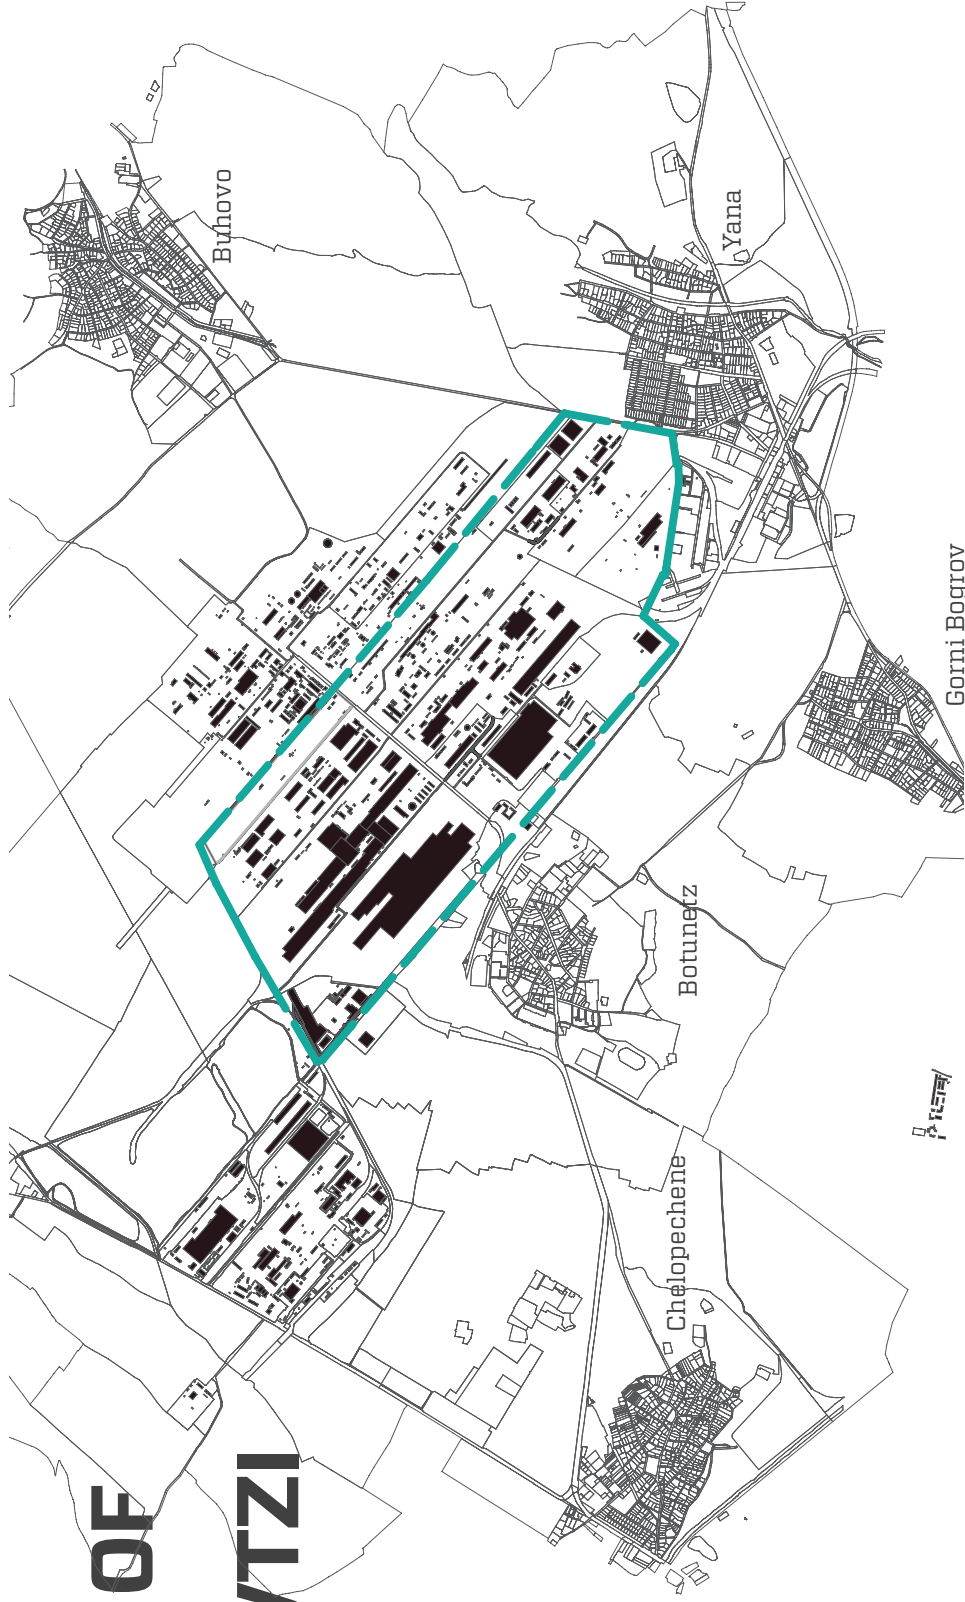 OF
TZI
Buhovo
Yana
Gorni Bogrov
Botunetz
Chelopechene